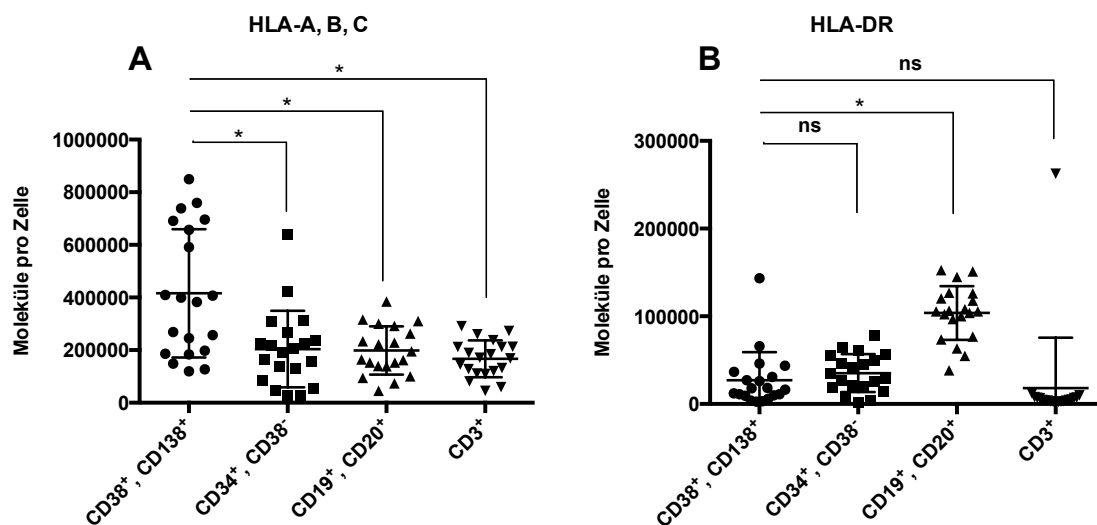 HLA-A, B, C
A
*
*
*
Moleküle pro Zelle
1000000
800000
600000
400000
200000
0
CD38⁺, CD138⁺
CD34⁺, CD38⁻
CD19⁺, CD20⁺
CD3⁺
HLA-DR
B
ns
*
ns
Moleküle pro Zelle
300000
200000
100000
0
CD38⁺, CD138⁺
CD34⁺, CD38⁻
CD19⁺, CD20⁺
CD3⁺